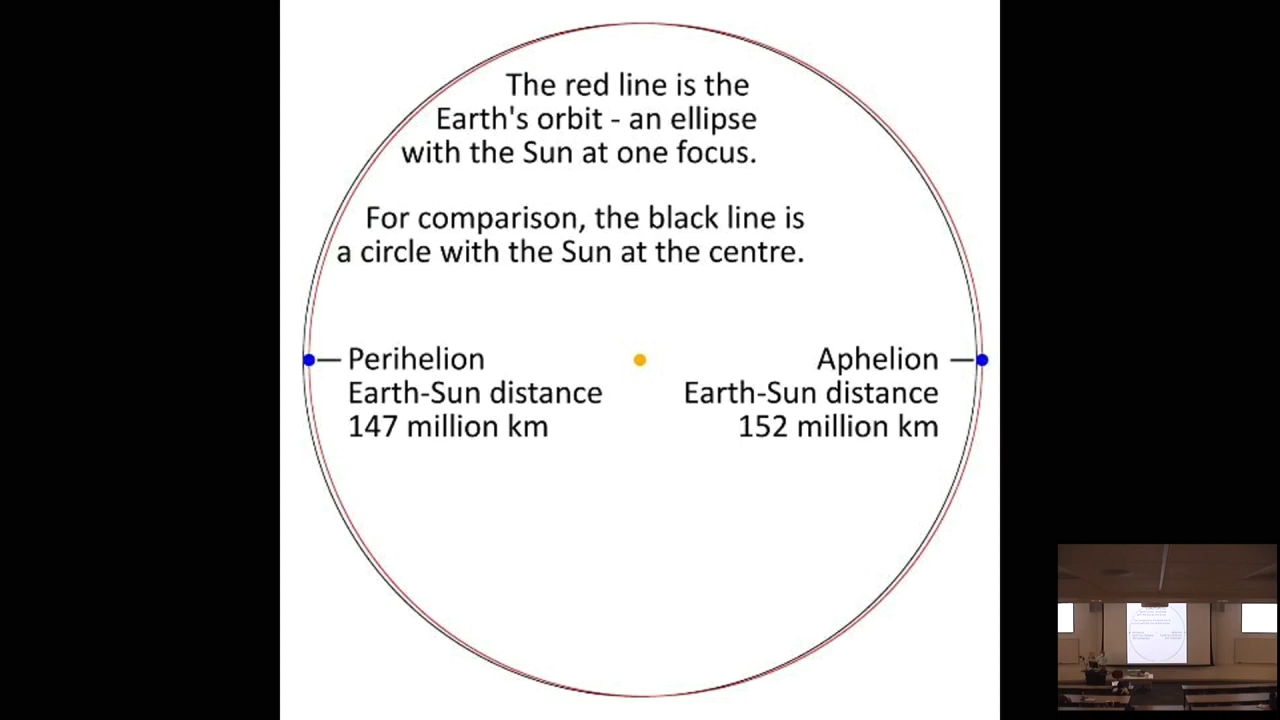 The red line is the
Earth's orbit - an ellipse
with the Sun at one focus.
For comparison, the black line is
a circle with the Sun at the centre.
Perihelion
Earth-Sun distance
147 million km
Aphelion
Earth-Sun distance
152 million km